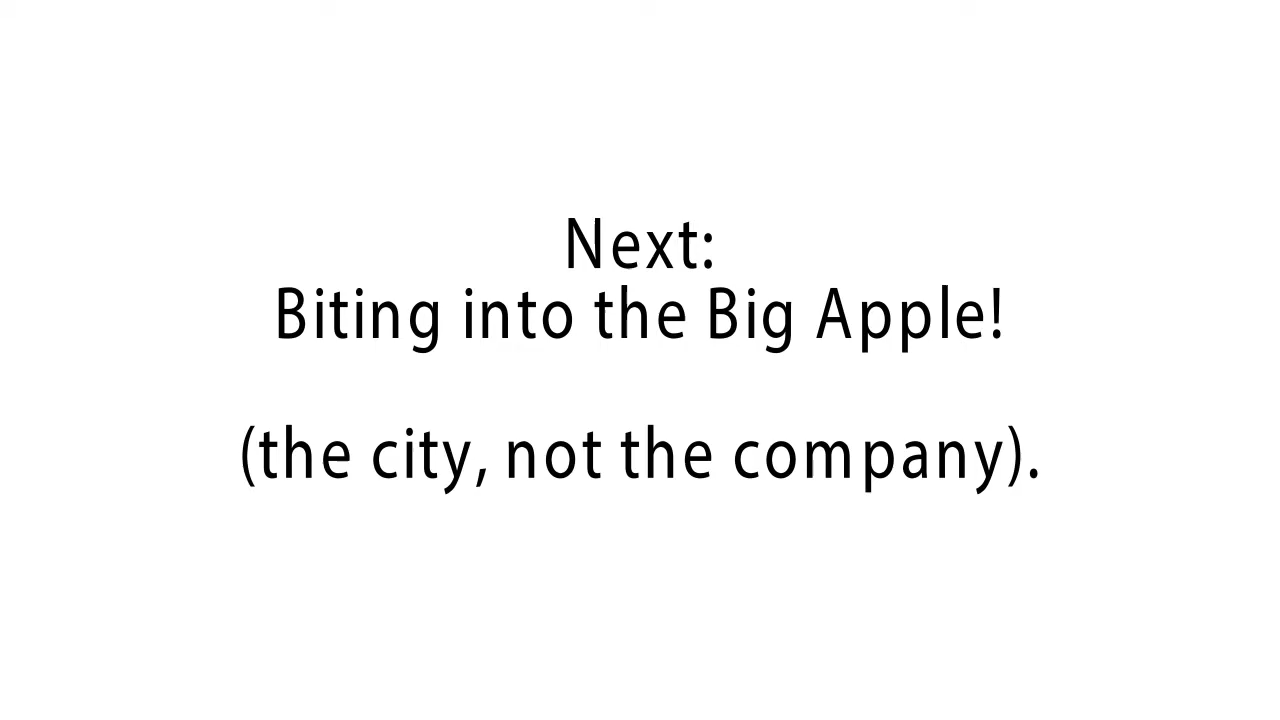 Next:
Biting into the Big Apple!
(the city, not the company).